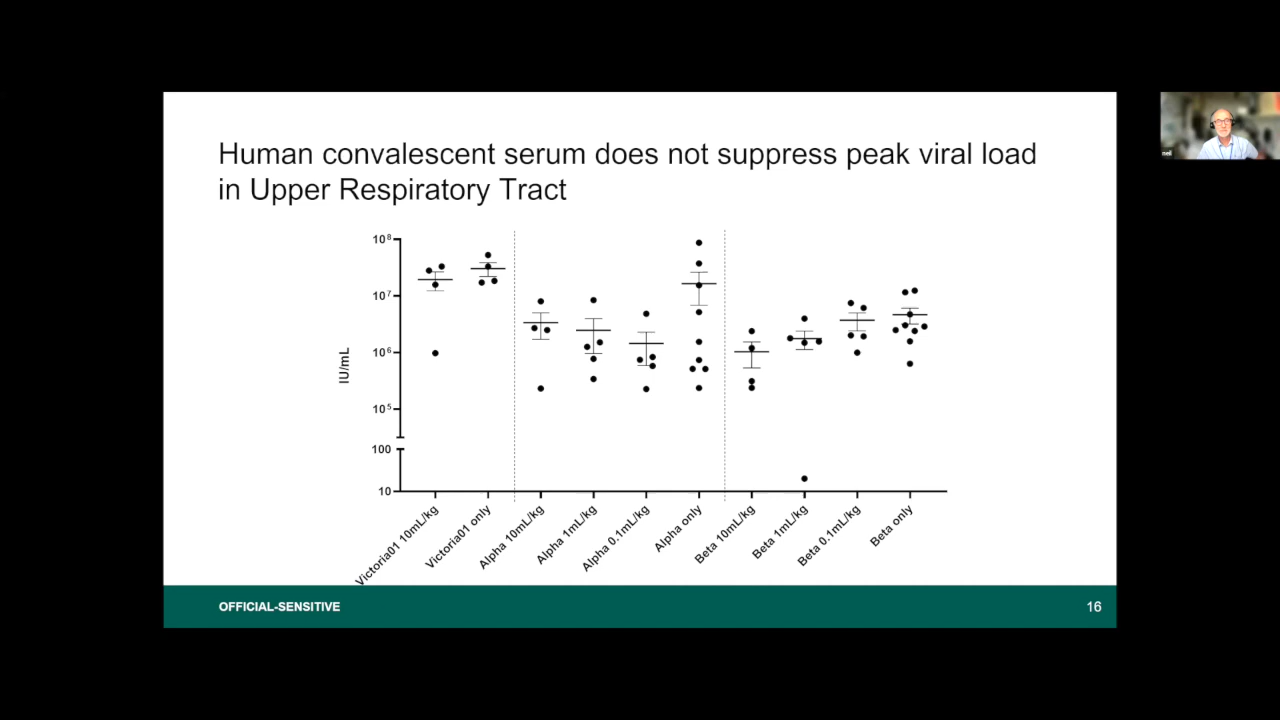 Human convalescent serum does not suppress peak viral load
in Upper Respiratory Tract
10⁸
10⁷
10⁶
10⁵
100
10
IU/mL
Victoria01 10mL/kg
Victoria01 only
Alpha 10mL/kg
Alpha 1mL/kg
Alpha 0.1mL/kg
Alpha only
Beta 10mL/kg
Beta 1mL/kg
Beta 0.1mL/kg
Beta only
OFFICIAL-SENSITIVE
16
neil